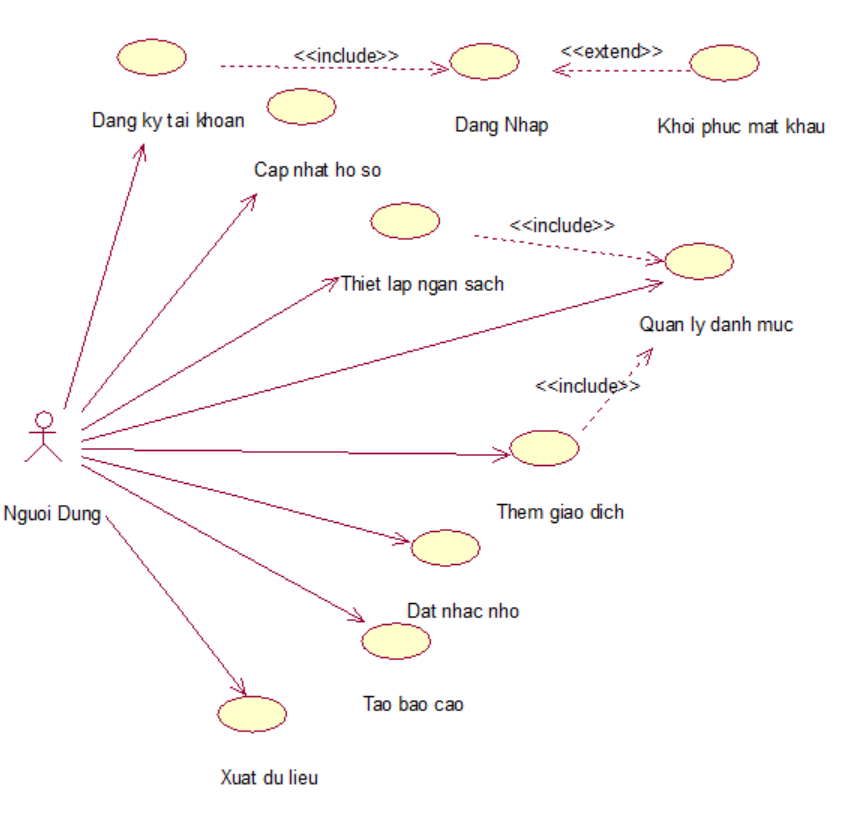 <<include>>
<<extend>>
Dang ky tai khoan
Dang Nhap
Khoi phuc mat khau
Cap nhat ho so
<<include>>
Thiet lap ngan sach
Quan ly danh muc
<<include>>
Them giao dich
Nguoi Dung
Dat nhac nho
Tao bao cao
Xuat du lieu